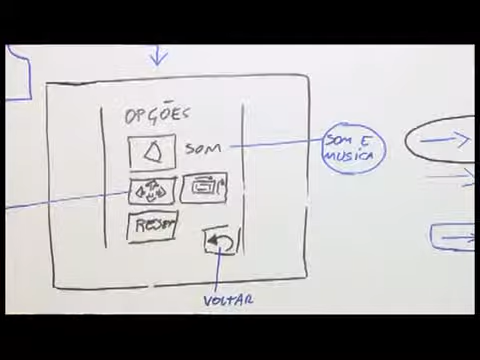 OPÇÕES
SOM
SOM E
MUSICA
RESET
VOLTAR